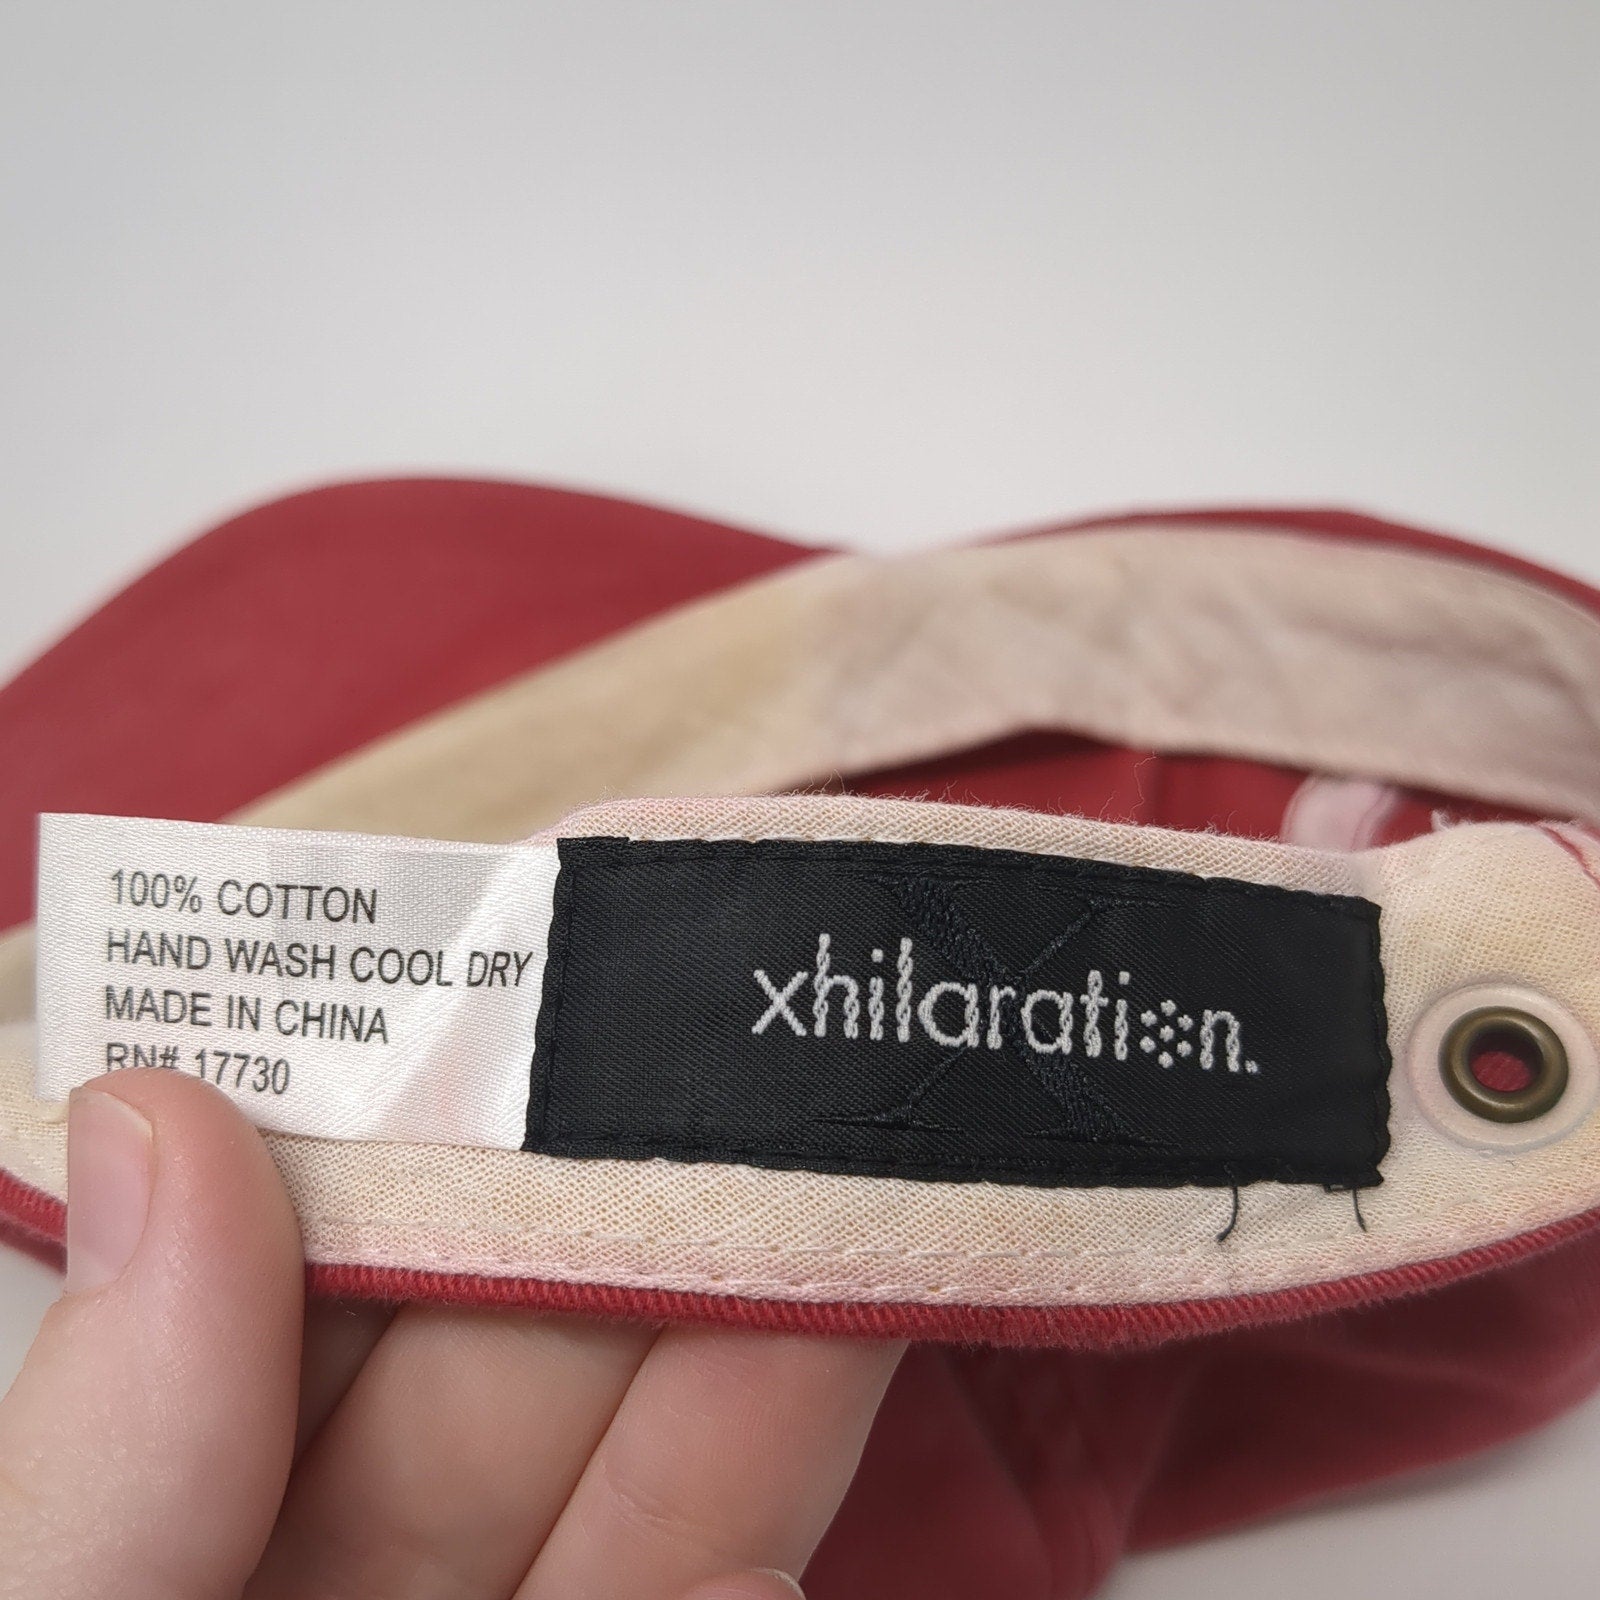 100% COTTON
HAND WASH COOL DRY
MADE IN CHINA
RN# 17730
xhilaration.